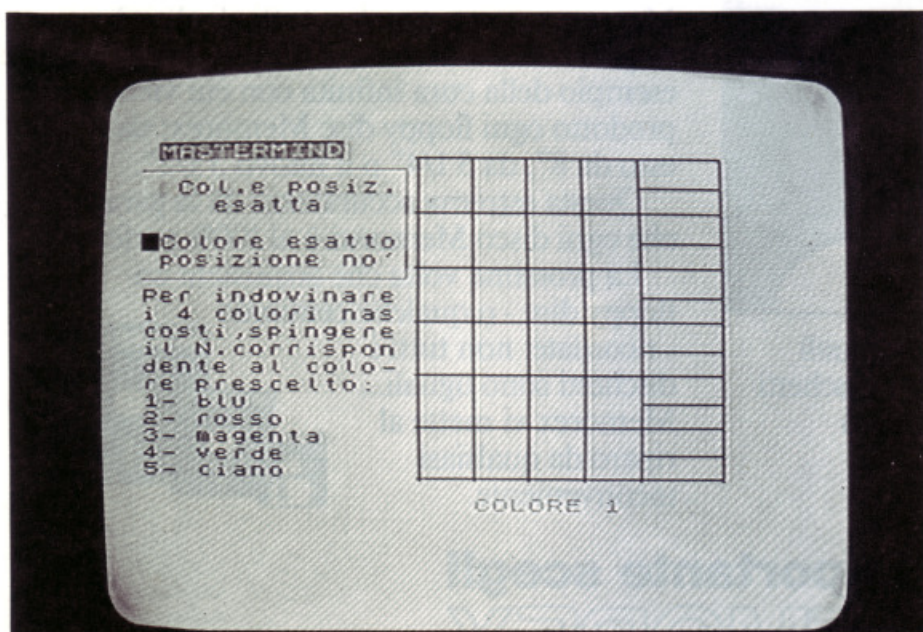 MASTERMIND
Col.e posiz.
esatta
Colore esatto
posizione no'
Per indovinare
i 4 colori nas
costi,spingere
il N.corrispon
dente al colo-
re prescelto:
1- blu
2- rosso
3- magenta
4- verde
5- ciano
COLORE 1